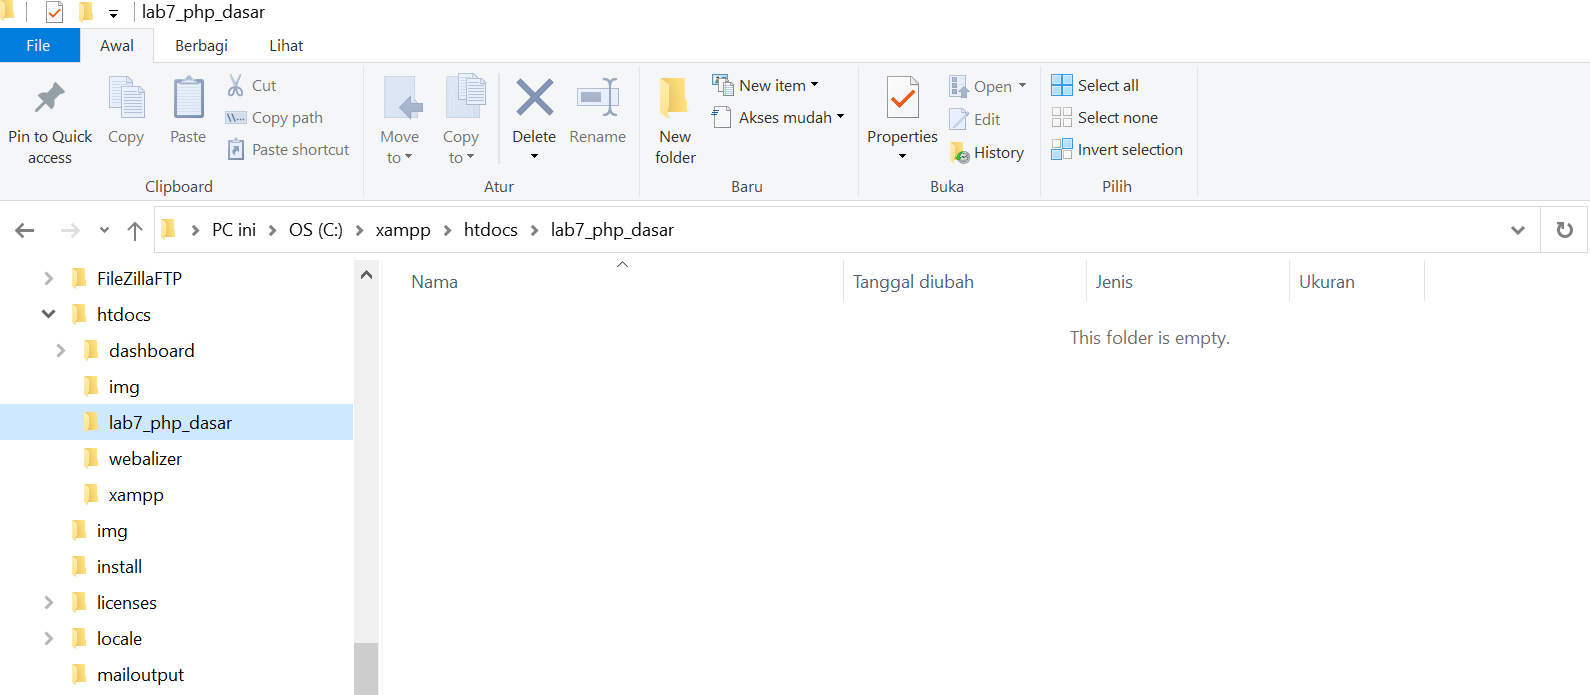 lab7_php_dasar
File Awal Berbagi Lihat
Pin to Quick access
Copy
Paste
Cut
Copy path
Paste shortcut
Clipboard
Move to
Copy to
Delete
Rename
Atur
New folder
New item
Akses mudah
Baru
Properties
Open
Edit
History
Buka
Select all
Select none
Invert selection
Pilih
PC ini OS (C:) xampp htdocs lab7_php_dasar
FileZillaFTP
htdocs
dashboard
img
lab7_php_dasar
webalizer
xampp
img
install
licenses
locale
mailoutput
Nama Tanggal diubah Jenis Ukuran
This folder is empty.